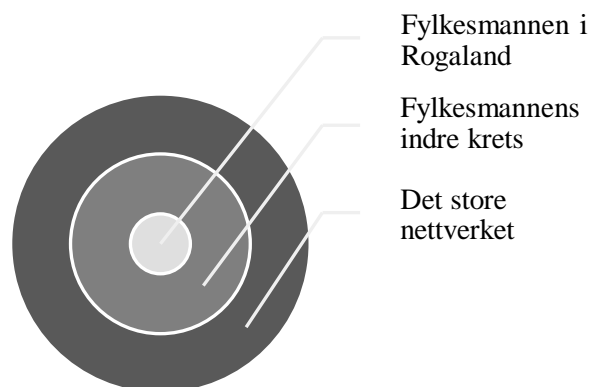 Fylkesmannen i
Rogaland
Fylkesmannens
indre krets
Det store
nettverket